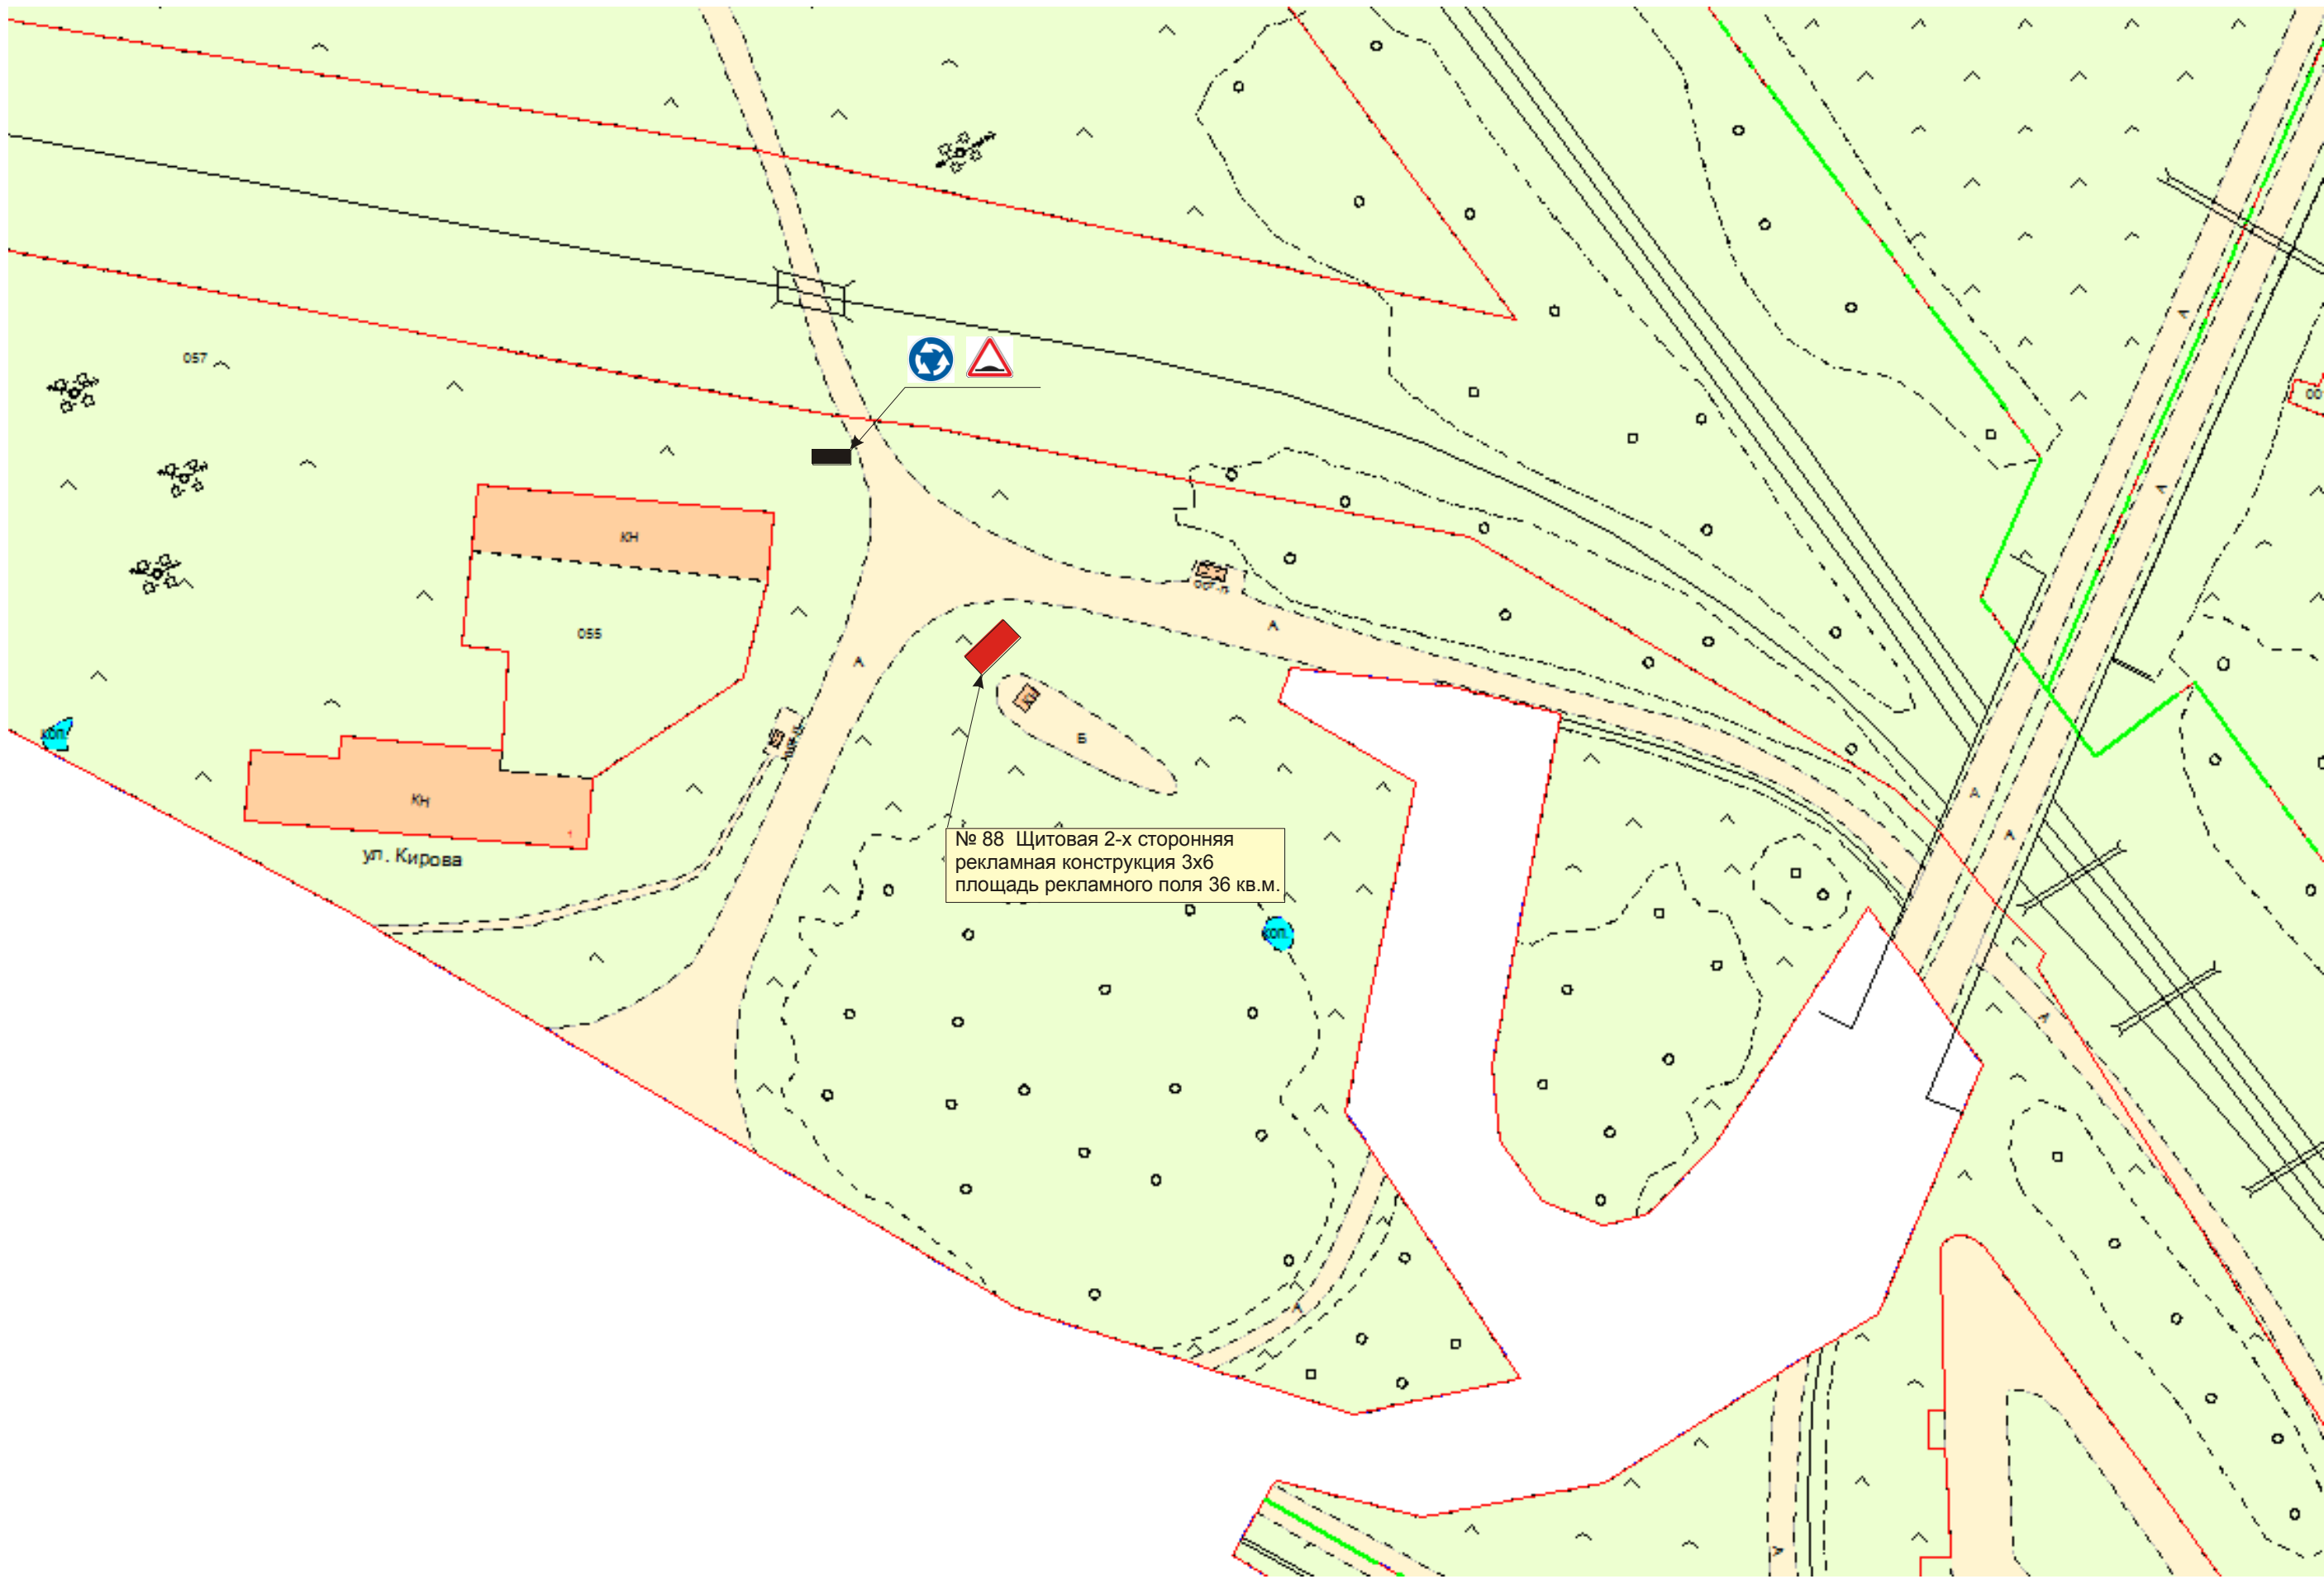 057
00
КН
055
А
А
А
А
Б
коп.
А
А
КН
№ 88 Щитовая 2-х сторонняя
рекламная конструкция 3х6
площадь рекламного поля 36 кв.м.
ул. Кирова
коп.
А
А
А